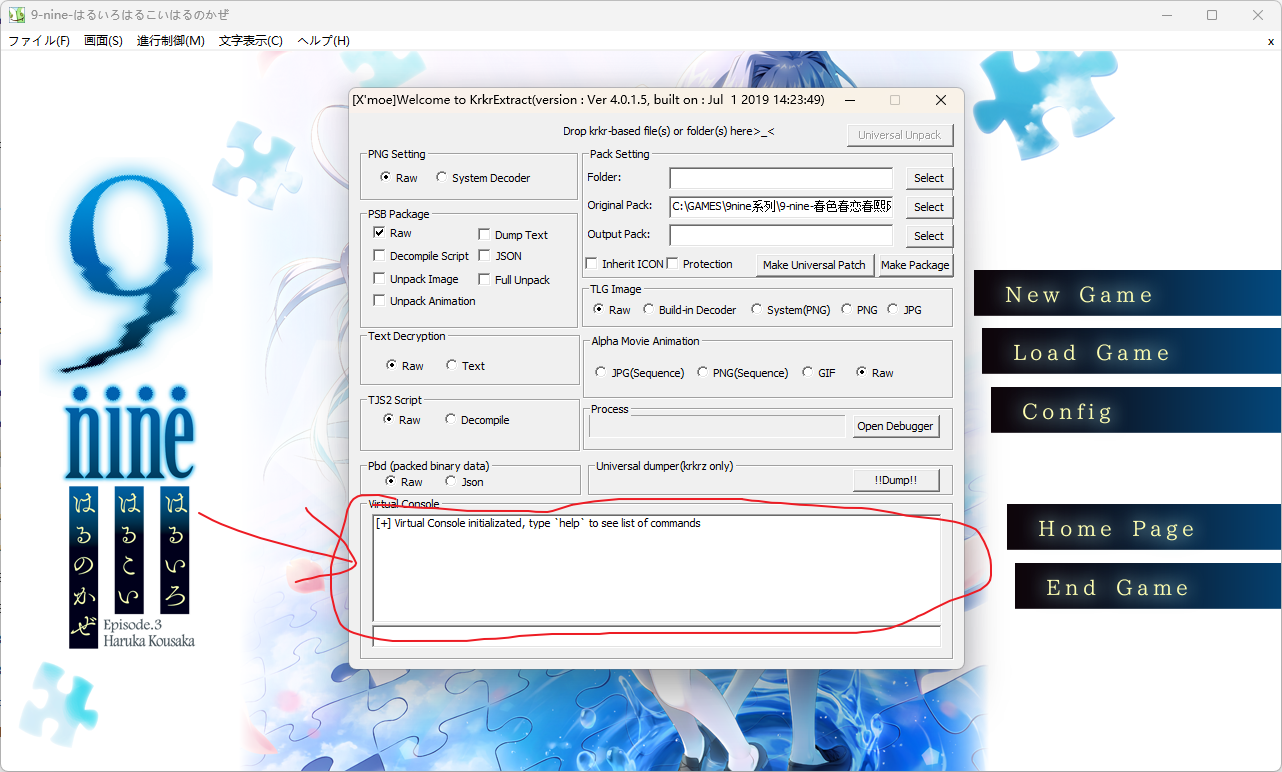 9-nine-はるいろはるこいはるのかぜ
ファイル(F) 画面(S) 進行制御(M) 文字表示(C) ヘルプ(H) x
[X'moe]Welcome to KrkrExtract(version : Ver 4.0.1.5, built on : Jul 1 2019 14:23:49)
Drop krkr-based file(s) or folder(s) here>_<
Universal Unpack
PNG Setting
Raw System Decoder
PSB Package
Raw Dump Text
Decompile Script JSON
Unpack Image Full Unpack
Unpack Animation
Text Decryption
Raw Text
TJS2 Script
Raw Decompile
Pbd (packed binary data)
Raw Json
Pack Setting
Folder: Select
Original Pack: C:\GAMES\9nine系列\9-nine-春色春恋春熙 Select
Output Pack: Select
Inherit ICON Protection Make Universal Patch Make Package
TLG Image
Raw Build-in Decoder System(PNG) PNG JPG
Alpha Movie Animation
JPG(Sequence) PNG(Sequence) GIF Raw
Process
Open Debugger
Universal dumper(krkrz only)
!!Dump!!
Virtual Console
[+] Virtual Console initializated, type `help` to see list of commands
9
nine
はるいろ
はるこい
はるのかぜ
Episode.3
Haruka Kousaka
New Game
Load Game
Config
Home Page
End Game